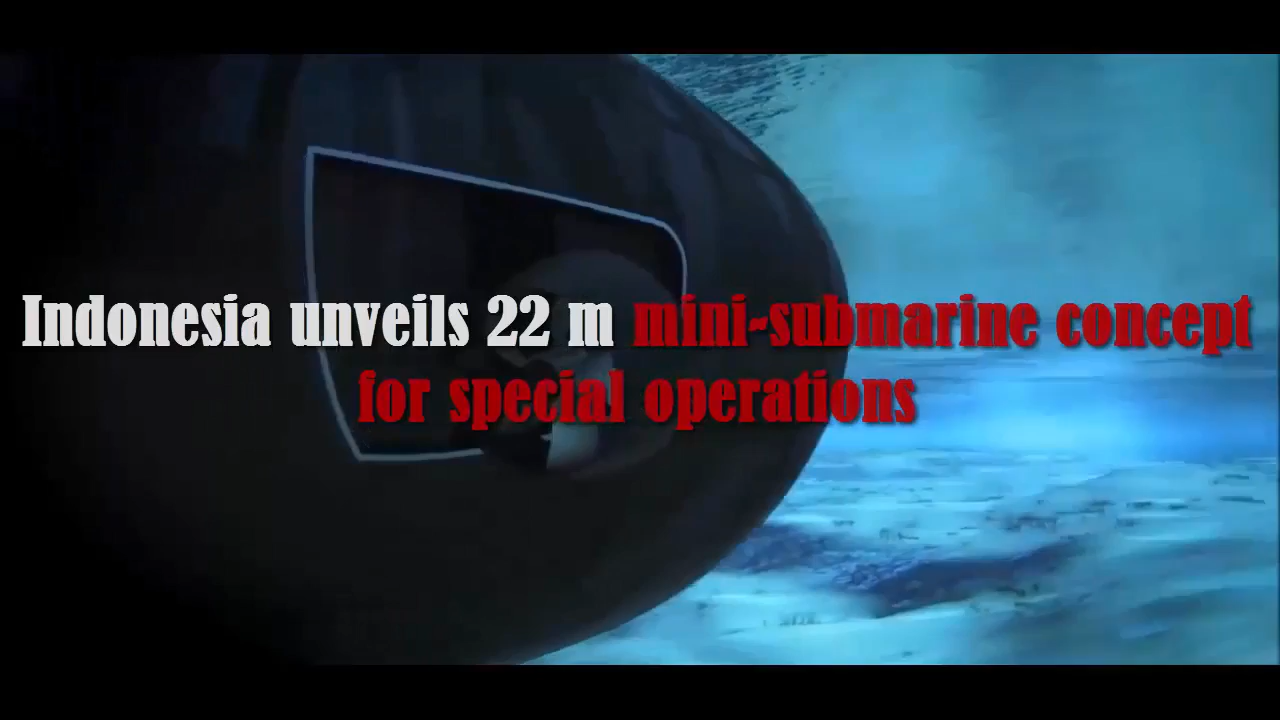 Indonesia unveils 22 m mini-submarine concept
for special operations